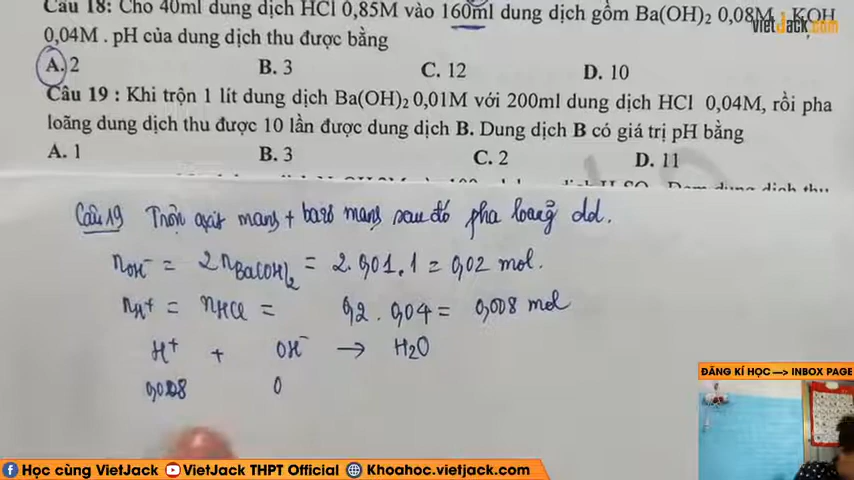 Câu 18: Cho 40ml dung dịch HCl 0,85M vào 160ml dung dịch gồm Ba(OH)₂ 0,08M KOH
0,04M . pH của dung dịch thu được bằng
A. 2 B. 3 C. 12 D. 10
Câu 19 : Khi trộn 1 lít dung dịch Ba(OH)₂ 0,01M với 200ml dung dịch HCl 0,04M, rồi pha
loãng dung dịch thu được 10 lần được dung dịch B. Dung dịch B có giá trị pH bằng
A. 1 B. 3 C. 2 D. 11
Câu 19 Trộn axit mạnh + bazơ mạnh sau đó pha loãng dd.
nOH⁻ = 2nBa(OH)₂ = 2.0,01.1 = 0,02 mol.
nH⁺ = nHCl = 0,2 . 0,04 = 0,008 mol
H⁺ + OH⁻ → H₂O
0,008 0
vietjack.com
ĐĂNG KÍ HỌC —> INBOX PAGE
Học cùng VietJack VietJack THPT Official Khoahoc.vietjack.com